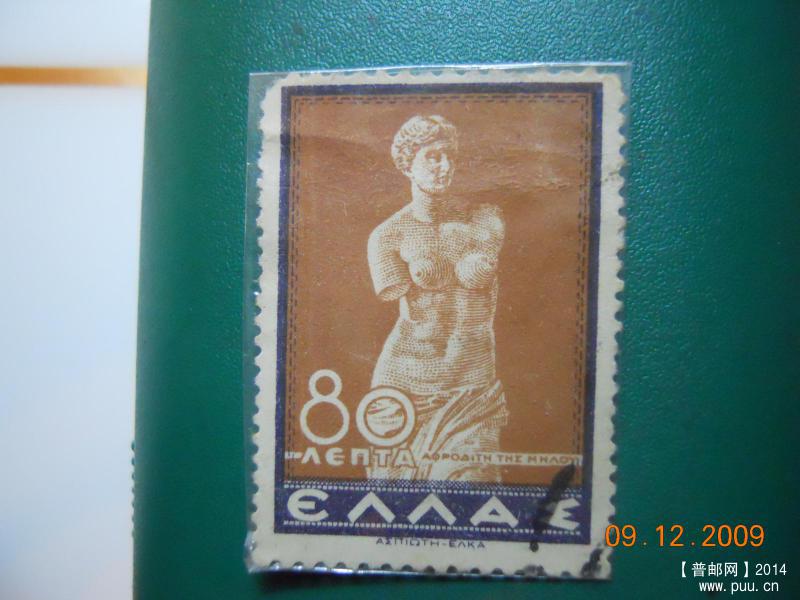 80
ΛΕΠΤΑ ΑΦΡΟΔΙΤΗ ΤΗΣ ΜΗΛΟΥ
ΕΛΛΑΣ
ΑΣΠΙΩΤΗ-ΕΛΚΑ
09.12.2009
【普邮网】2014
www.puu.cn